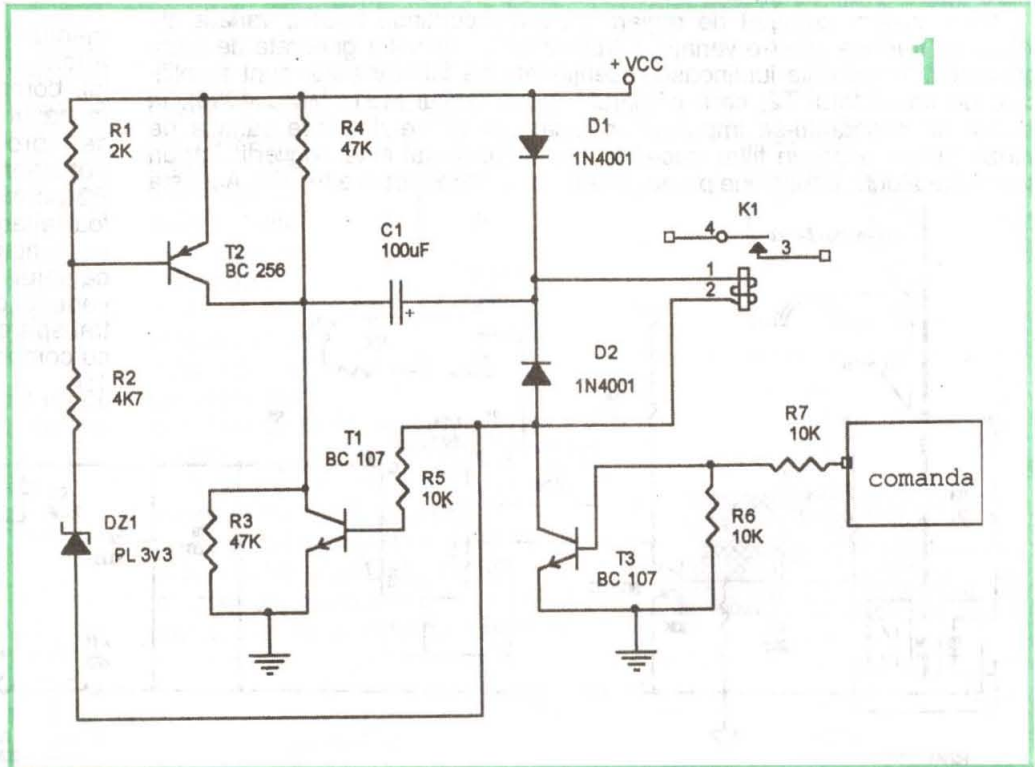 1
+ VCC
R1
2K
R4
47K
D1
1N4001
K1
4
3
T2
BC 256
C1
100uF
+
1
2
R2
4K7
D2
1N4001
T1
BC 107
R5
10K
R7
10K
comanda
DZ1
PL 3v3
R3
47K
T3
BC 107
R6
10K